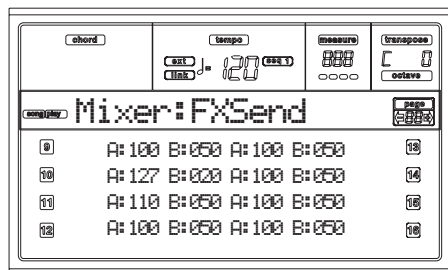 chord tempo measure transpose
ext ♩= 120 seq 1 888 C 0
link octave
songplay Mixer:FXSend page
88
9 A:100 B:050 A:100 B:050 13
10 A:127 B:020 A:100 B:050 14
11 A:110 B:050 A:100 B:050 15
12 A:100 B:050 A:100 B:050 16